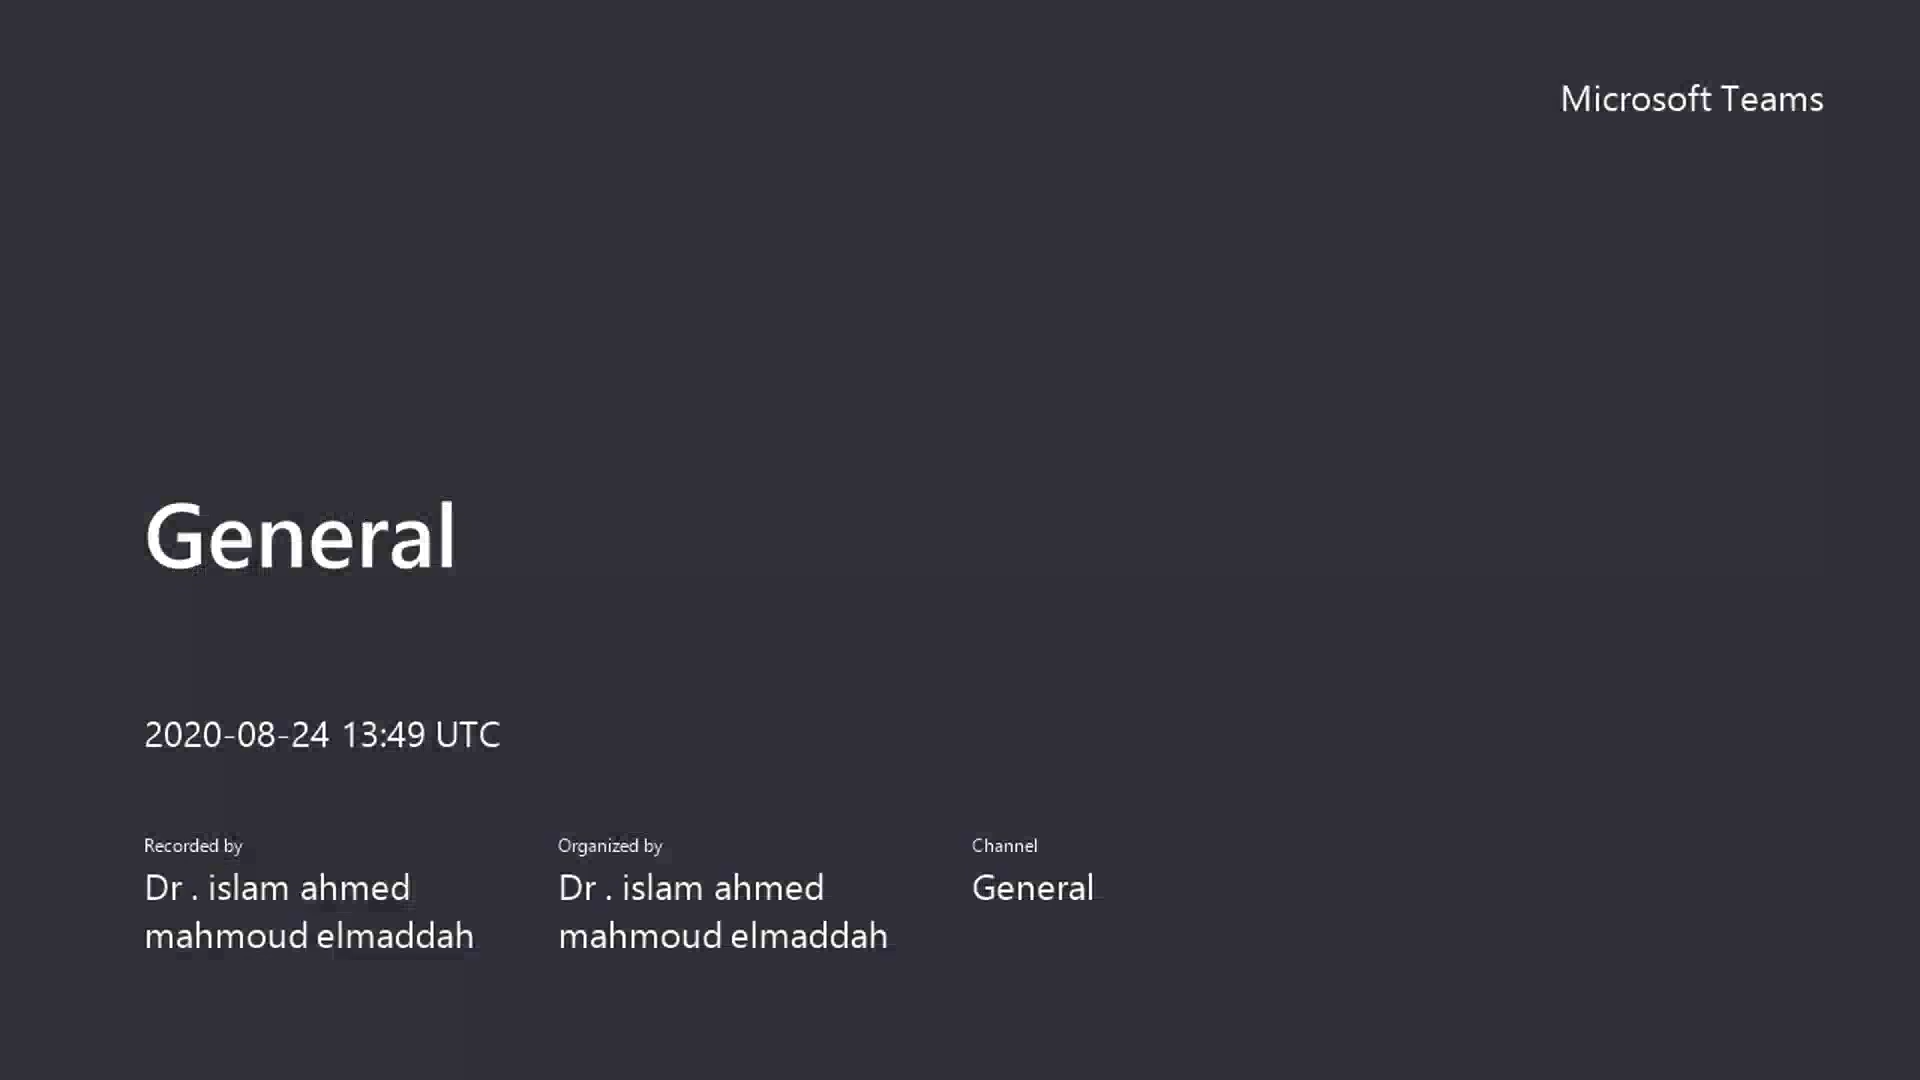 Microsoft Teams
General
2020-08-24 13:49 UTC
Recorded by
Dr . islam ahmed
mahmoud elmaddah
Organized by
Dr . islam ahmed
mahmoud elmaddah
Channel
General